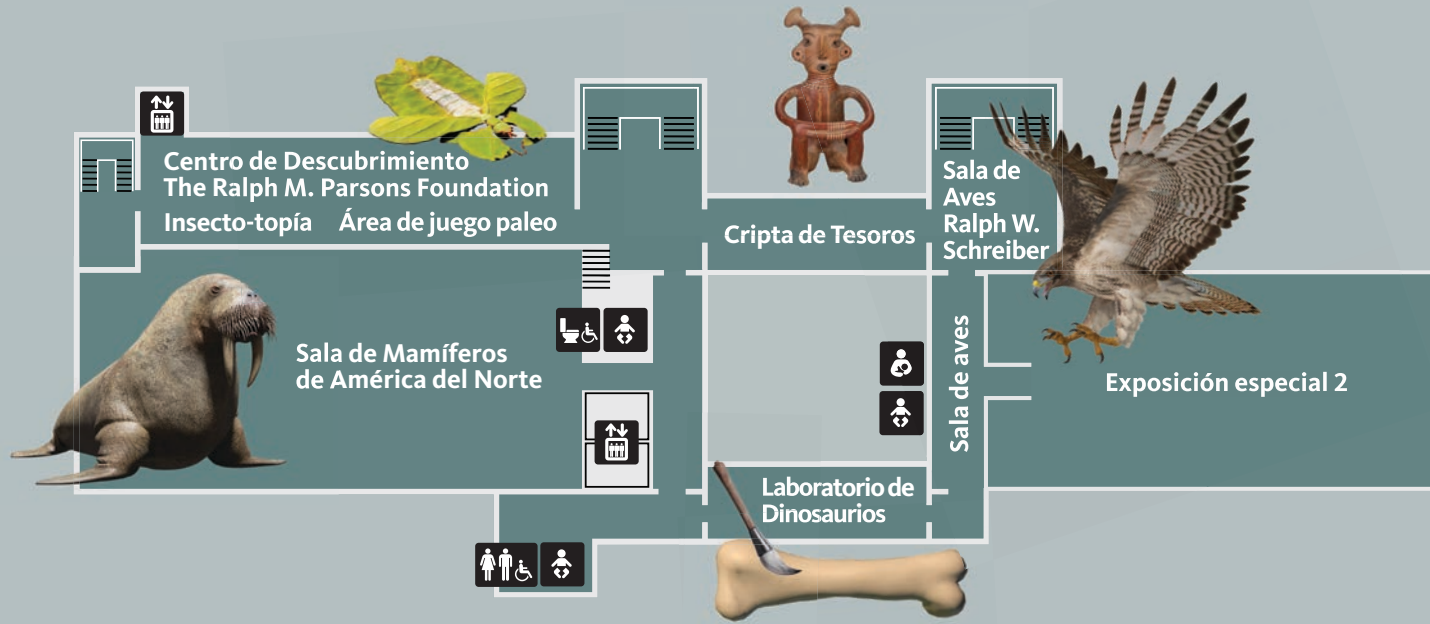 Centro de Descubrimiento
The Ralph M. Parsons Foundation
Insecto-topía Área de juego paleo
Sala de
Aves
Ralph W.
Schreiber
Cripta de Tesoros
Sala de Mamíferos
de América del Norte
Sala de aves
Exposición especial 2
Laboratorio de
Dinosaurios